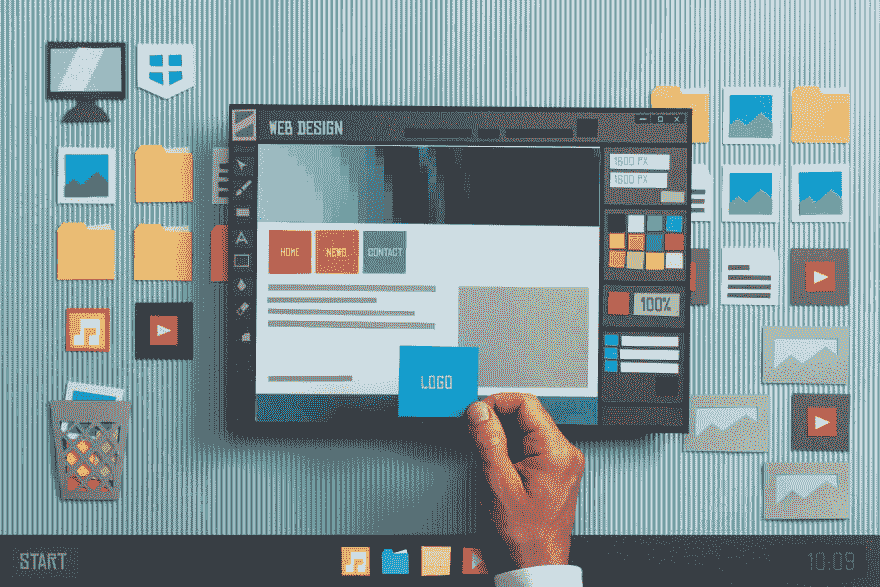 WEB DESIGN
1600 PX
1600 PX
HOME
NEWS
CONTACT
100%
LOGO
START
10:09